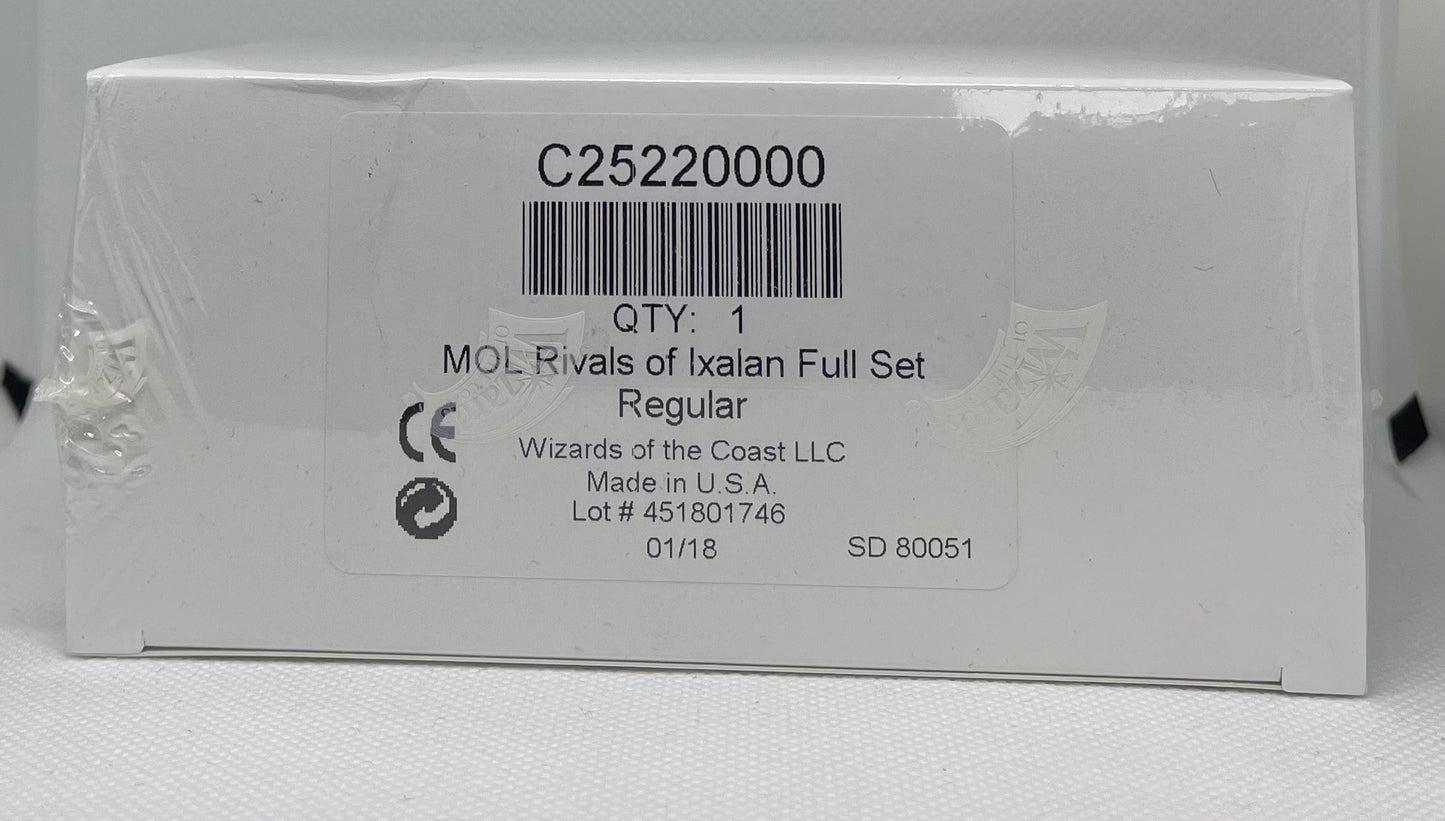 C25220000
QTY: 1
MOL Rivals of Ixalan Full Set
Regular
CE
Wizards of the Coast LLC
Made in U.S.A.
Lot # 451801746
01/18
SD 80051